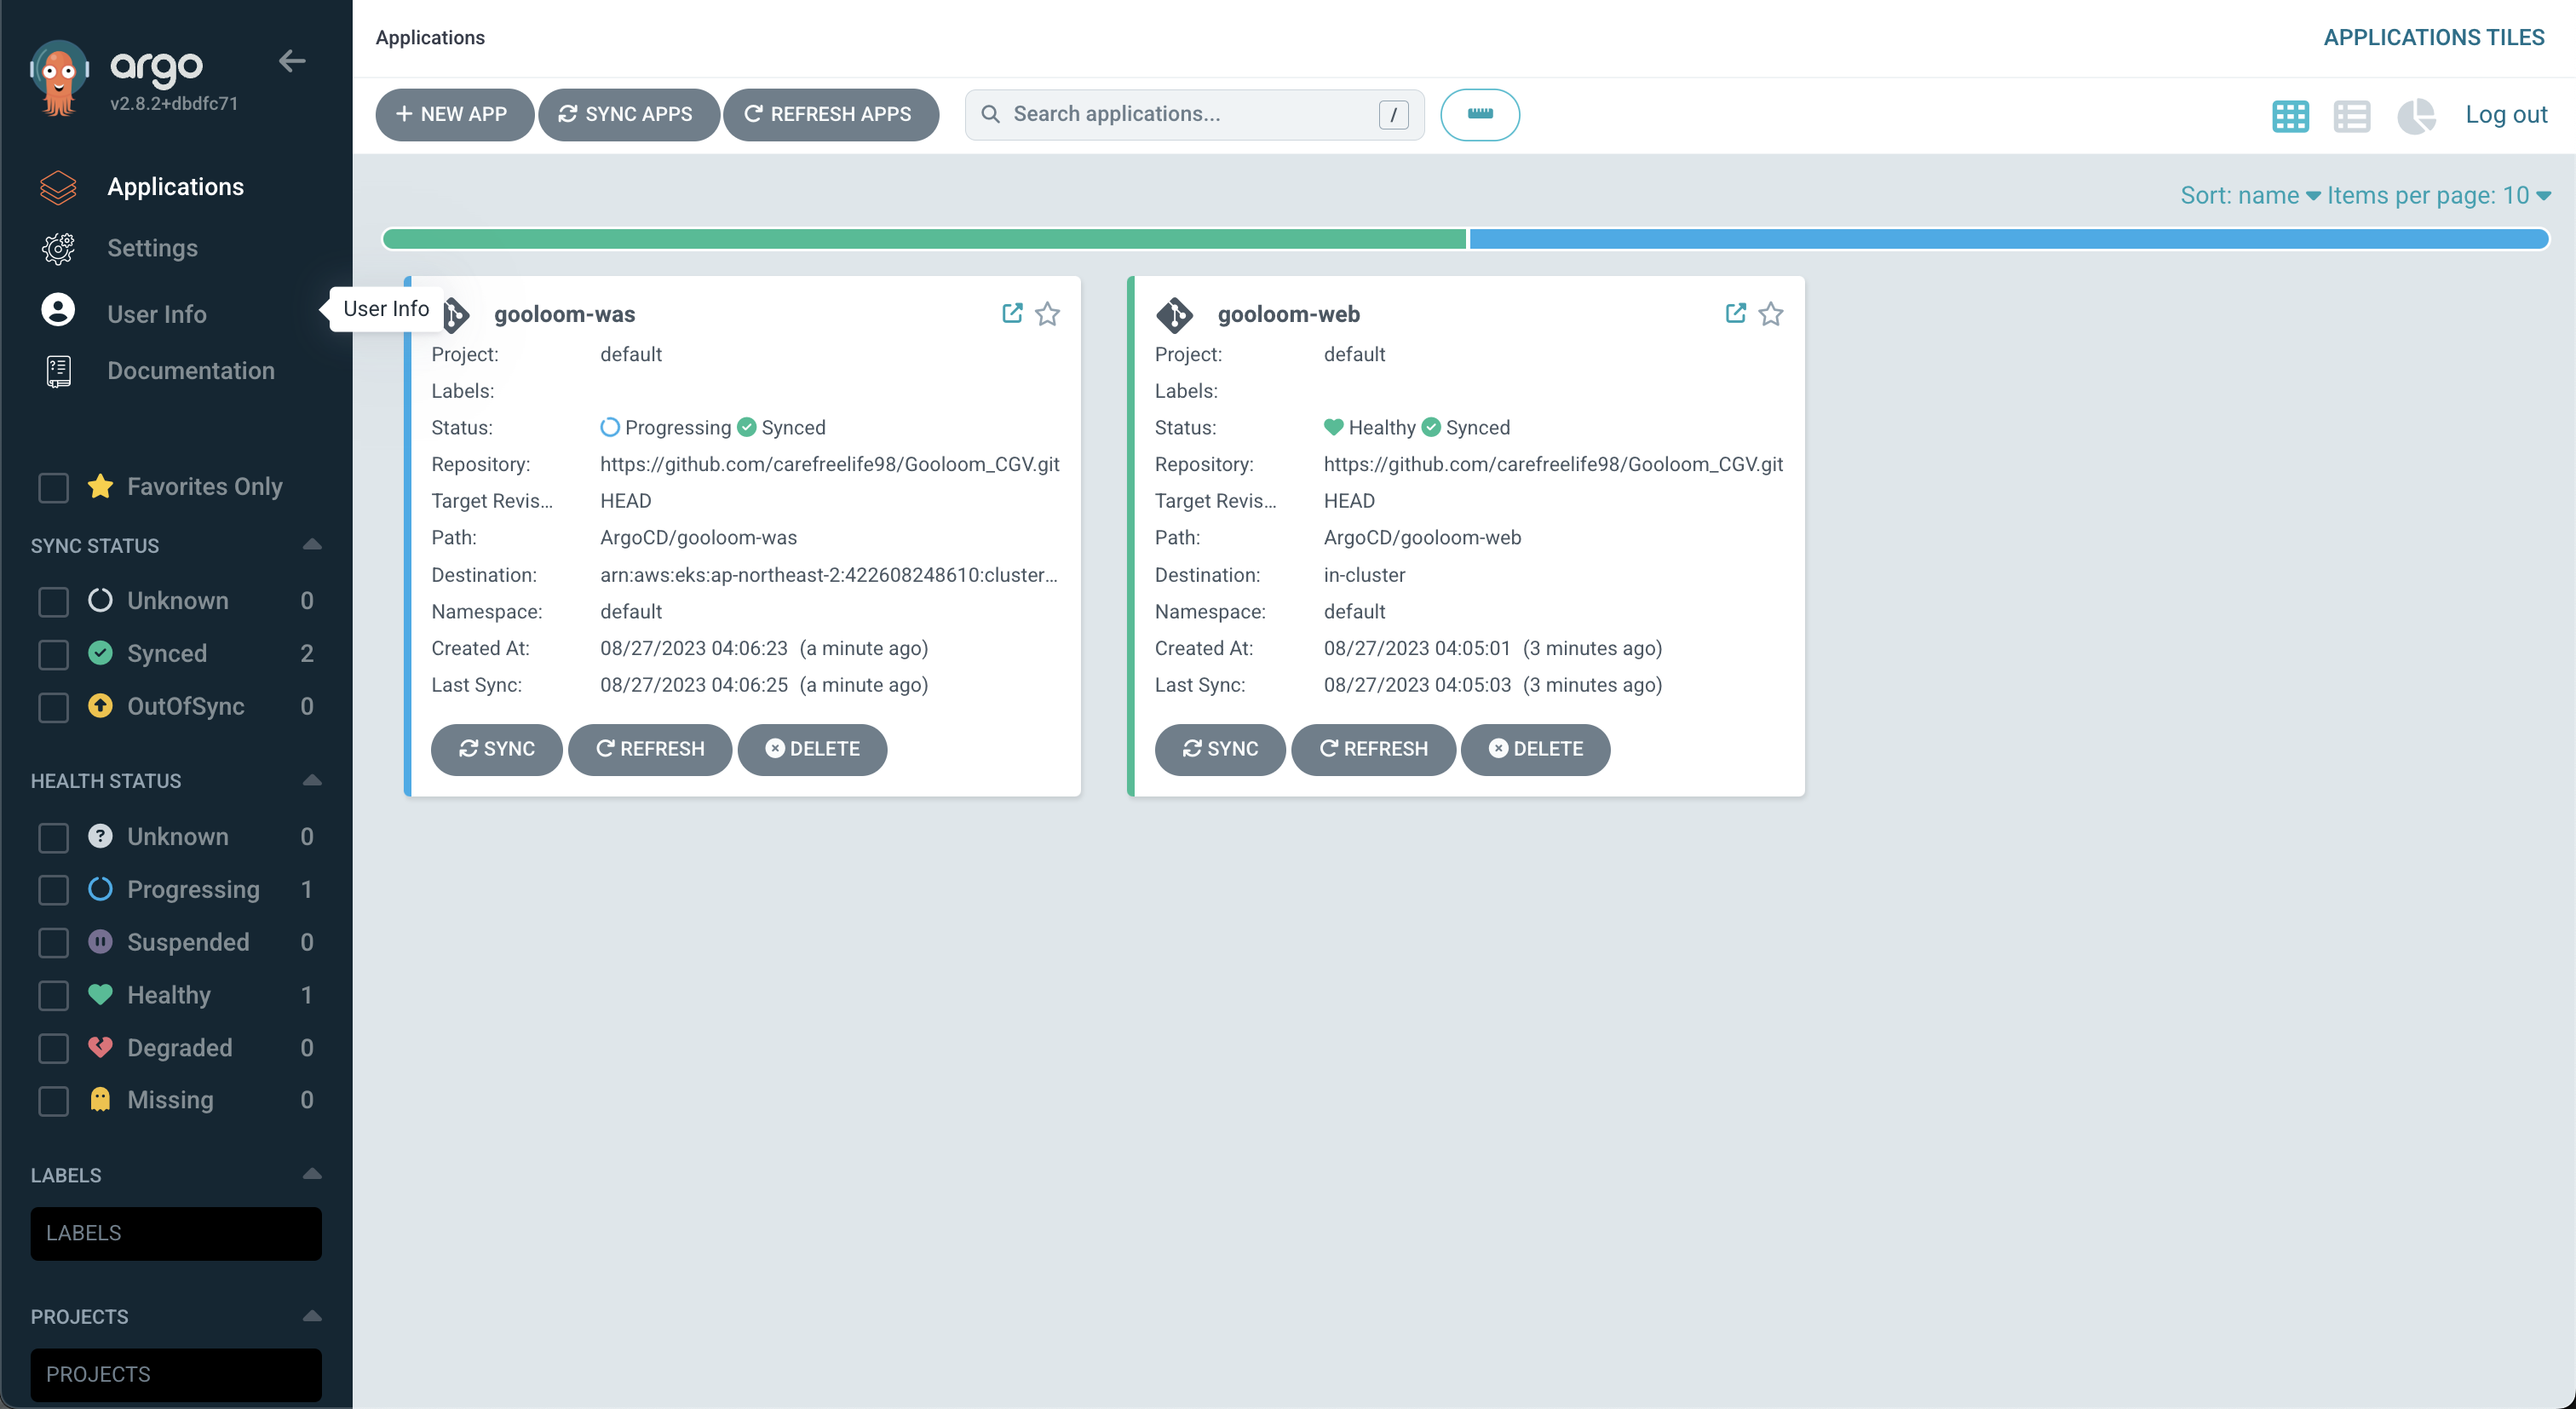 argo
v2.8.2+dbdfc71
Applications
Settings
User Info
Documentation
Favorites Only
SYNC STATUS
Unknown 0
Synced 2
OutOfSync 0
HEALTH STATUS
Unknown 0
Progressing 1
Suspended 0
Healthy 1
Degraded 0
Missing 0
LABELS
LABELS
PROJECTS
PROJECTS
User Info
Applications
APPLICATIONS TILES
+ NEW APP SYNC APPS REFRESH APPS Search applications... / Log out
Sort: name Items per page: 10
gooloom-was
Project: default
Labels:
Status: Progressing Synced
Repository: https://github.com/carefreelife98/Gooloom_CGV.git
Target Revis... HEAD
Path: ArgoCD/gooloom-was
Destination: arn:aws:eks:ap-northeast-2:422608248610:cluster...
Namespace: default
Created At: 08/27/2023 04:06:23 (a minute ago)
Last Sync: 08/27/2023 04:06:25 (a minute ago)
SYNC REFRESH DELETE
gooloom-web
Project: default
Labels:
Status: Healthy Synced
Repository: https://github.com/carefreelife98/Gooloom_CGV.git
Target Revis... HEAD
Path: ArgoCD/gooloom-web
Destination: in-cluster
Namespace: default
Created At: 08/27/2023 04:05:01 (3 minutes ago)
Last Sync: 08/27/2023 04:05:03 (3 minutes ago)
SYNC REFRESH DELETE